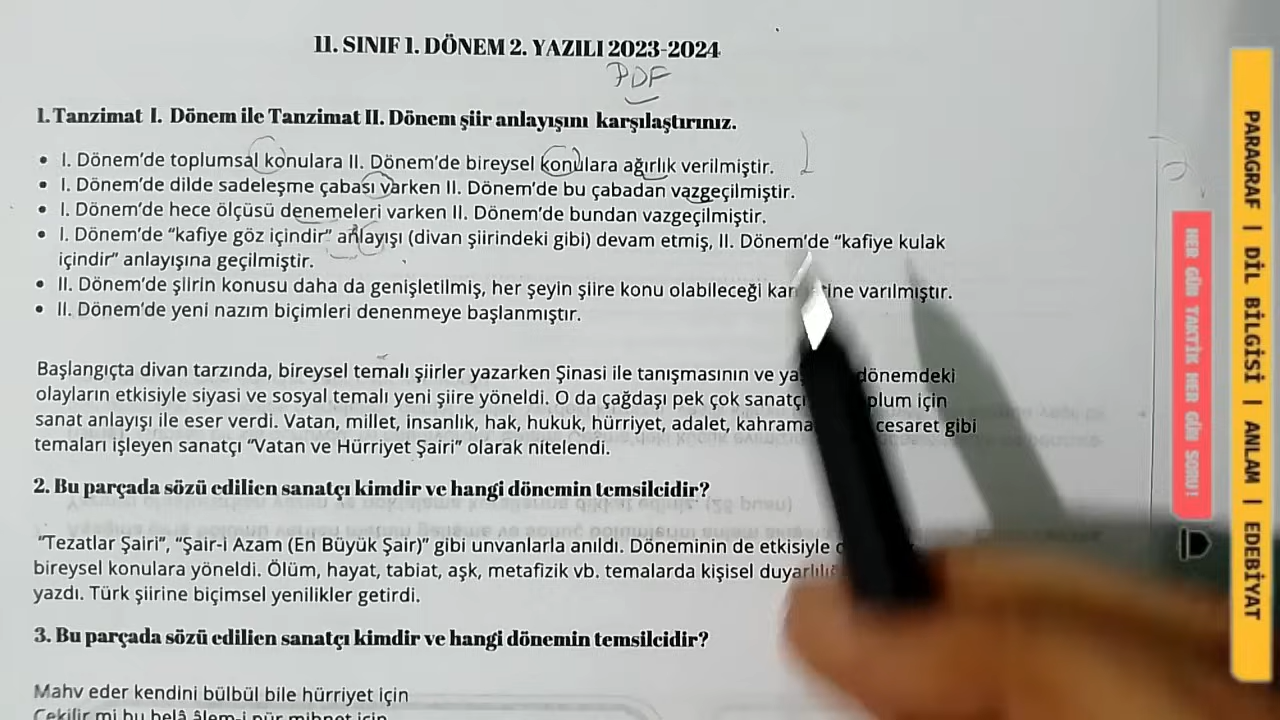 11. SINIF 1. DÖNEM 2. YAZILI 2023-2024
PDF
1. Tanzimat I. Dönem ile Tanzimat II. Dönem şiir anlayışını karşılaştırınız.
• I. Dönem'de toplumsal konulara II. Dönem'de bireysel konulara ağırlık verilmiştir.
• I. Dönem'de dilde sadeleşme çabası varken II. Dönem'de bu çabadan vazgeçilmiştir.
• I. Dönem'de hece ölçüsü denemeleri varken II. Dönem'de bundan vazgeçilmiştir.
• I. Dönem'de "kafiye göz içindir" anlayışı (divan şiirindeki gibi) devam etmiş, II. Dönem'de "kafiye kulak
içindir" anlayışına geçilmiştir.
• II. Dönem'de şiirin konusu daha da genişletilmiş, her şeyin şiire konu olabileceği varılmıştır.
• II. Dönem'de yeni nazım biçimleri denenmeye başlanmıştır.
Başlangıçta divan tarzında, bireysel temalı şiirler yazarken Şinasi ile tanışmasının ve dönemdeki
olayların etkisiyle siyasi ve sosyal temalı yeni şiire yöneldi. O da çağdaşı pek çok için
sanat anlayışı ile eser verdi. Vatan, millet, insanlık, hak, hukuk, hürriyet, adalet, cesaret gibi
temaları işleyen sanatçı "Vatan ve Hürriyet Şairi" olarak nitelendi.
2. Bu parçada sözü edilien sanatçı kimdir ve hangi dönemin temsilcidir?
"Tezatlar Şairi", "Şair-i Azam (En Büyük Şair)" gibi unvanlarla anıldı. Döneminin de etkisiyle
bireysel konulara yöneldi. Ölüm, hayat, tabiat, aşk, metafizik vb. temalarda kişisel
yazdı. Türk şiirine biçimsel yenilikler getirdi.
3. Bu parçada sözü edilien sanatçı kimdir ve hangi dönemin temsilcidir?
Mahv eder kendini bülbül bile hürriyet için
Çekilir mi bu belâ âlem-i pür mihnet için
PARAGRAF | DİL BİLGİSİ | ANLAM | EDEBİYAT
HER GÜN TAKTİK HER GÜN SORU!